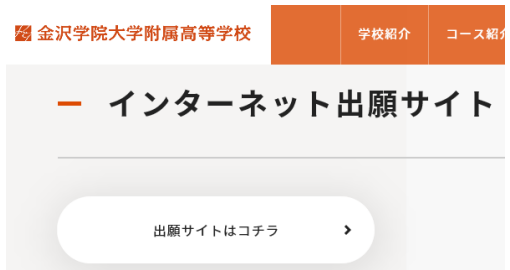 金沢学院大学附属高等学校
学校紹介
コース紹介
インターネット出願サイト
出願サイトはコチラ